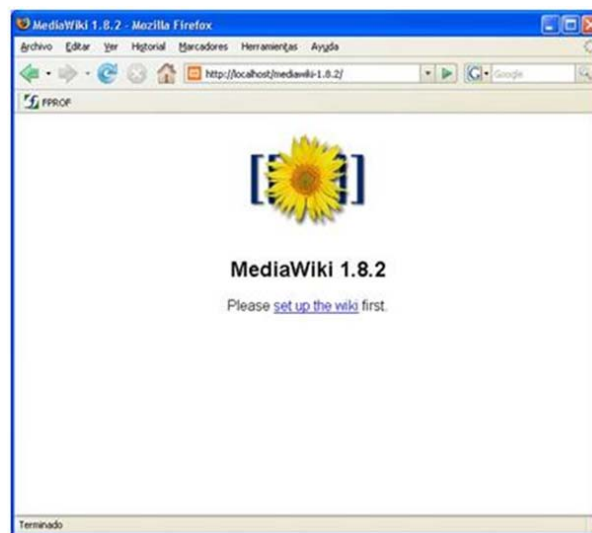 MediaWiki 1.8.2 - Mozilla Firefox
Archivo Editar Ver Historial Marcadores Herramientas Ayuda
http://localhost/mediawiki-1.8.2/ G Google
FPROF
MediaWiki 1.8.2
Please set up the wiki first.
Terminado